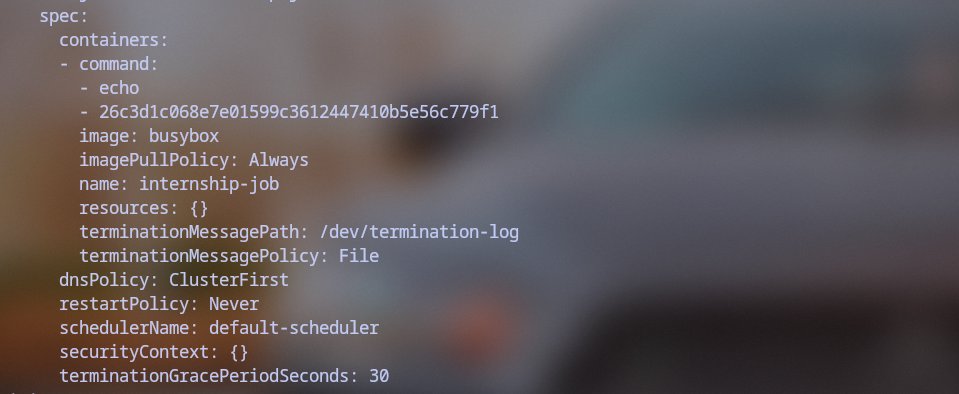 spec:
containers:
- command:
- echo
- 26c3d1c068e7e01599c3612447410b5e56c779f1
image: busybox
imagePullPolicy: Always
name: internship-job
resources: {}
terminationMessagePath: /dev/termination-log
terminationMessagePolicy: File
dnsPolicy: ClusterFirst
restartPolicy: Never
schedulerName: default-scheduler
securityContext: {}
terminationGracePeriodSeconds: 30